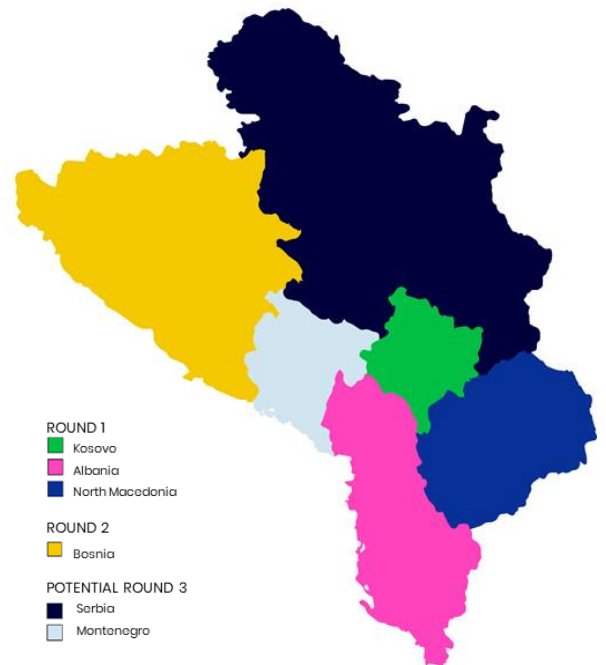 ROUND 1
Kosovo
Albania
North Macedonia
ROUND 2
Bosnia
POTENTIAL ROUND 3
Serbia
Montenegro